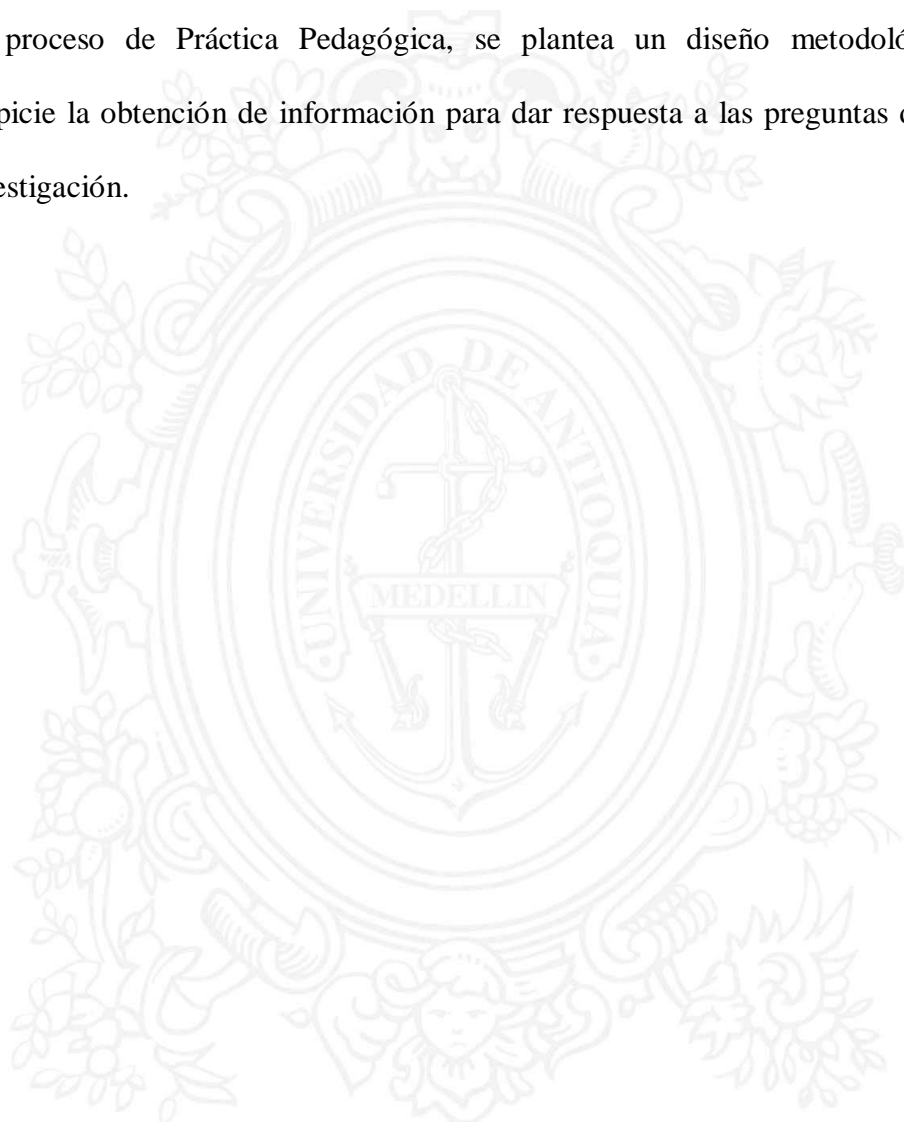 proceso de Práctica Pedagógica, se plantea un diseño metodoló
picie la obtención de información para dar respuesta a las preguntas
estigación.
UNIVERSIDAD DE ANTIOQUIA
MEDELLIN